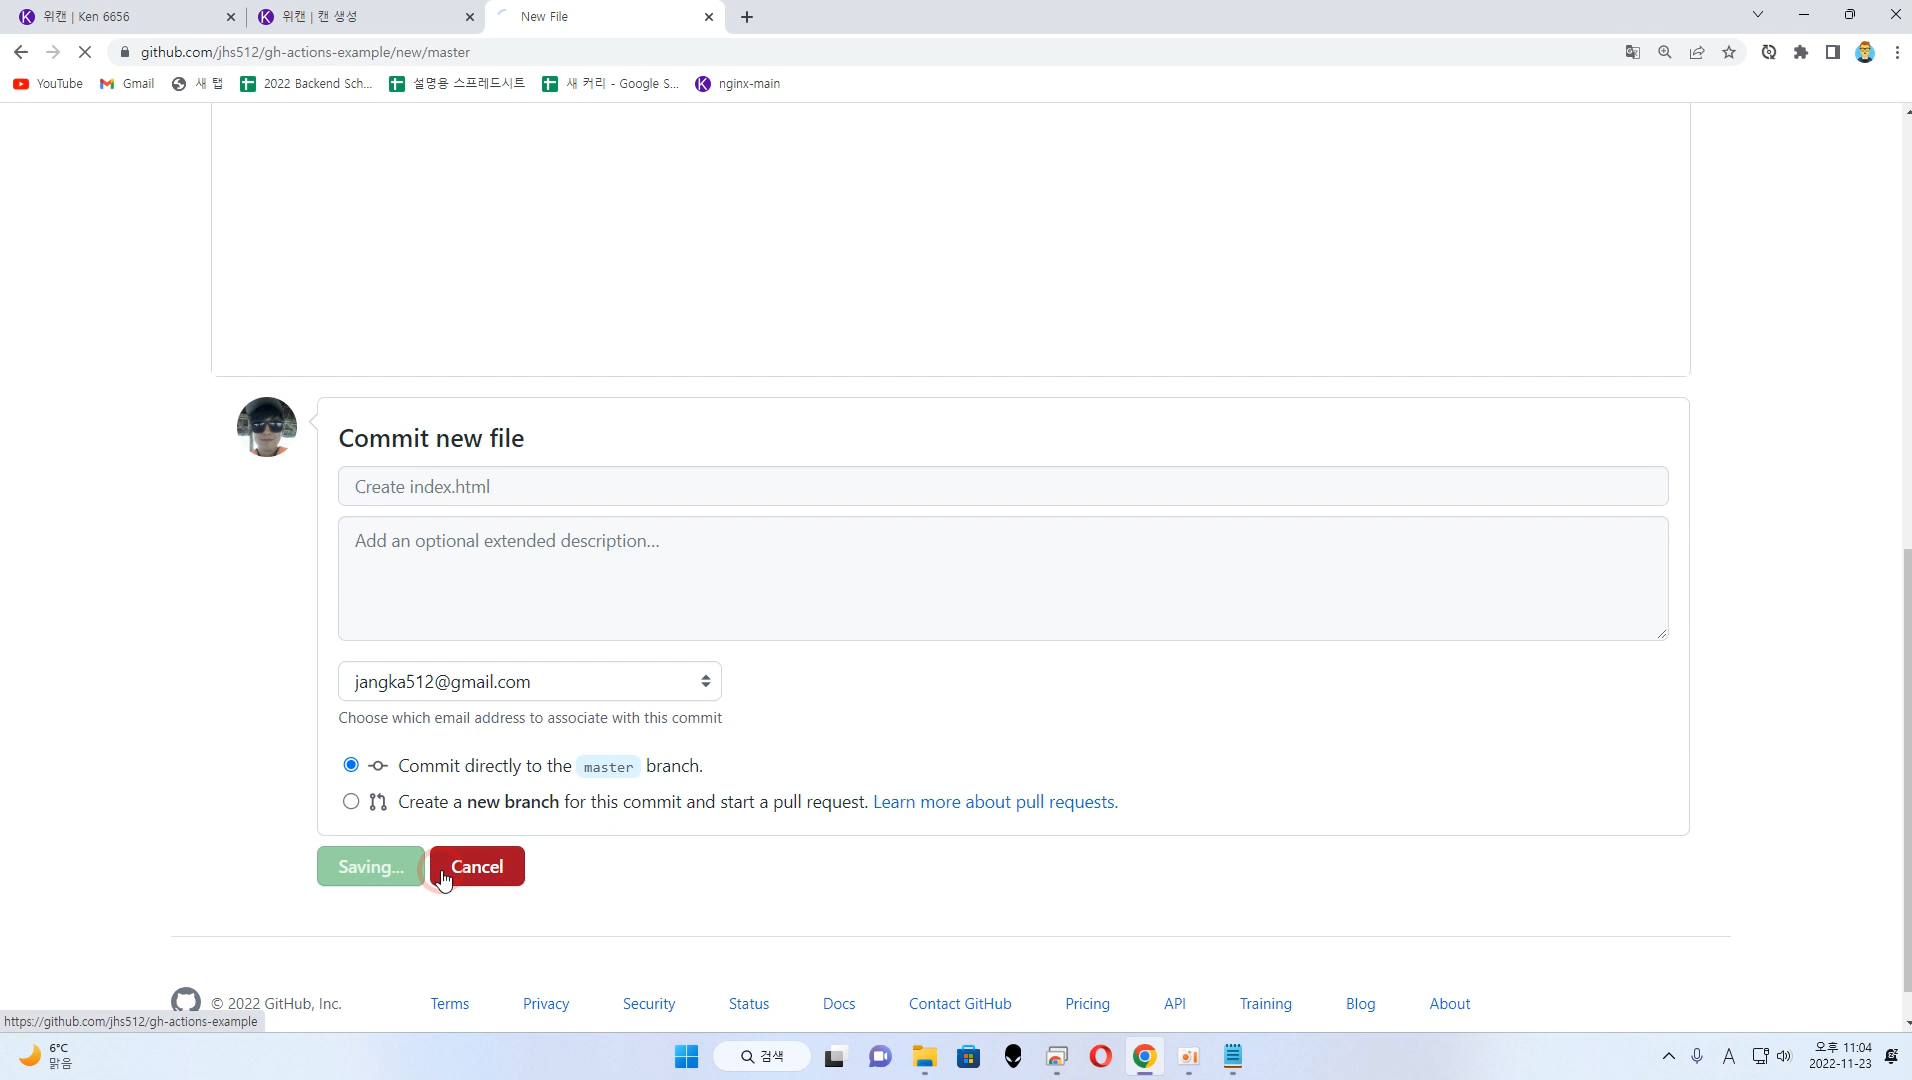 위캔 | Ken 6656
위캔 | 캔 생성
New File
github.com/jhs512/gh-actions-example/new/master
YouTube
Gmail
새 탭
2022 Backend Sch...
설명용 스프레드시트
새 커리 - Google S...
nginx-main
Commit new file
Create index.html
Add an optional extended description...
jangka512@gmail.com
Choose which email address to associate with this commit
Commit directly to the master branch.
Create a new branch for this commit and start a pull request. Learn more about pull requests.
Saving...
Cancel
© 2022 GitHub, Inc.
Terms
Privacy
Security
Status
Docs
Contact GitHub
Pricing
API
Training
Blog
About
https://github.com/jhs512/gh-actions-example
6°C
맑음
검색
A
오후 11:04
2022-11-23